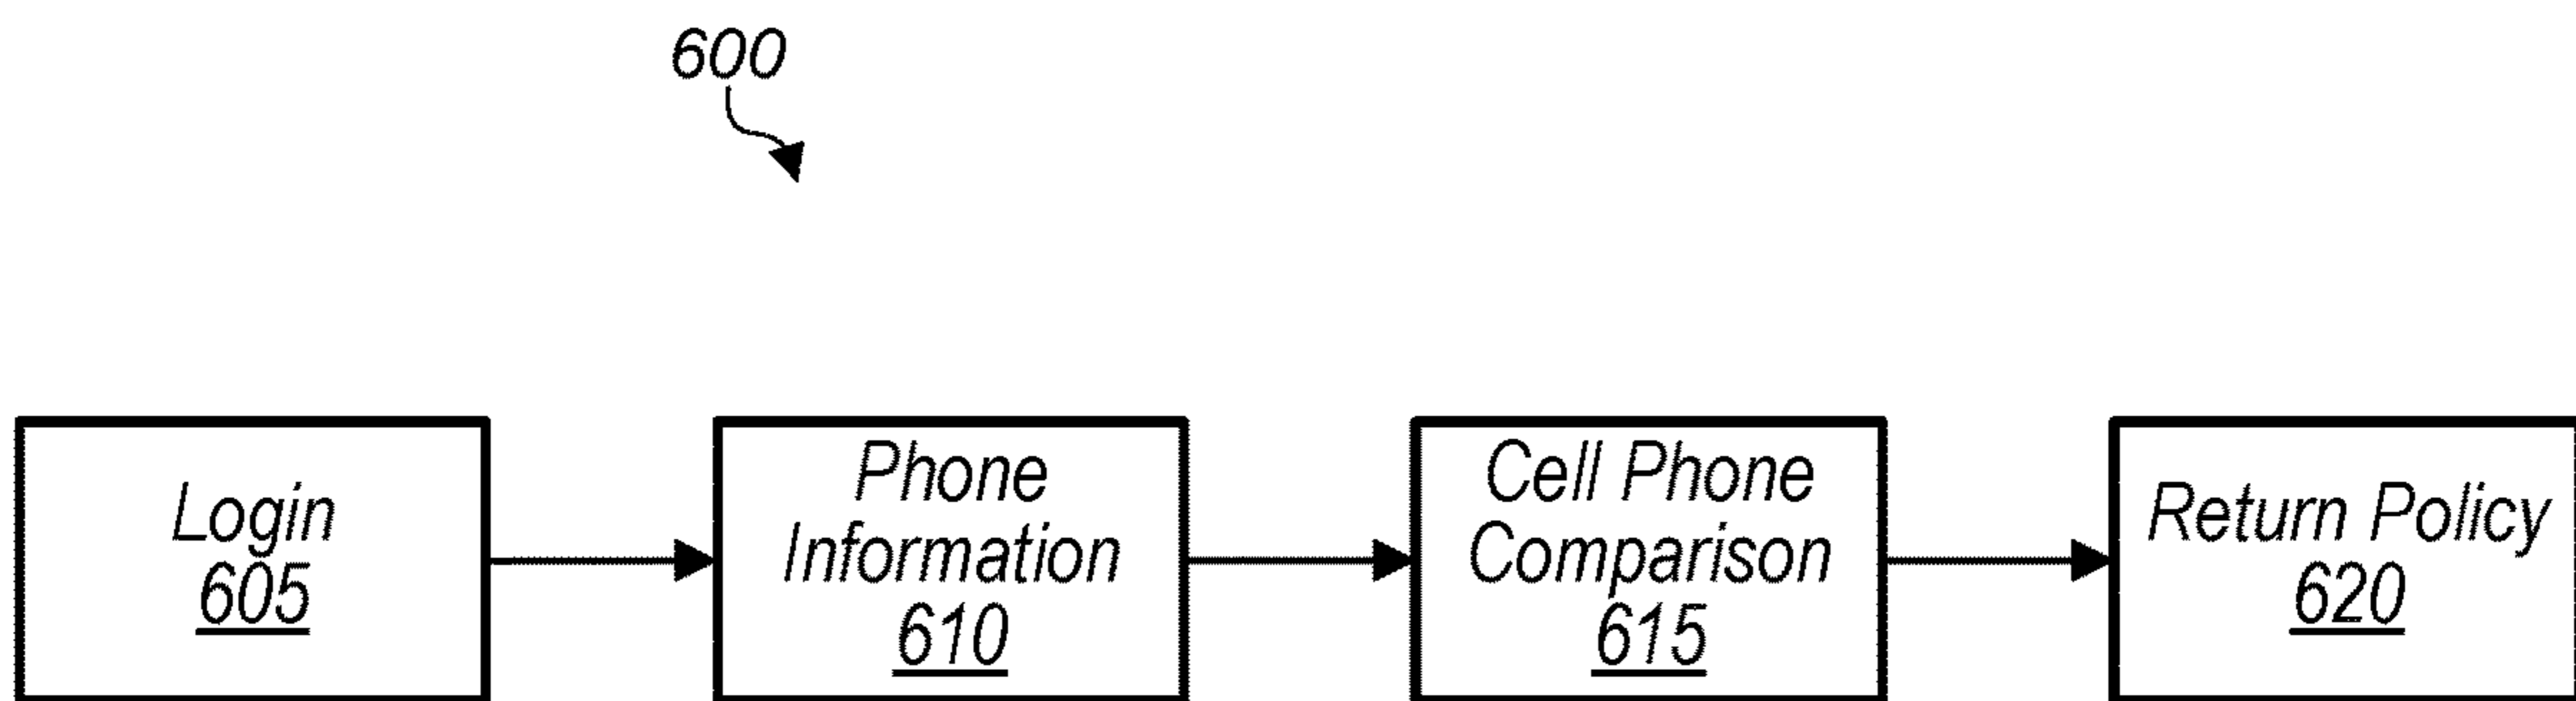 600
Login
605
Phone
Information
610
Cell Phone
Comparison
615
Return Policy
620